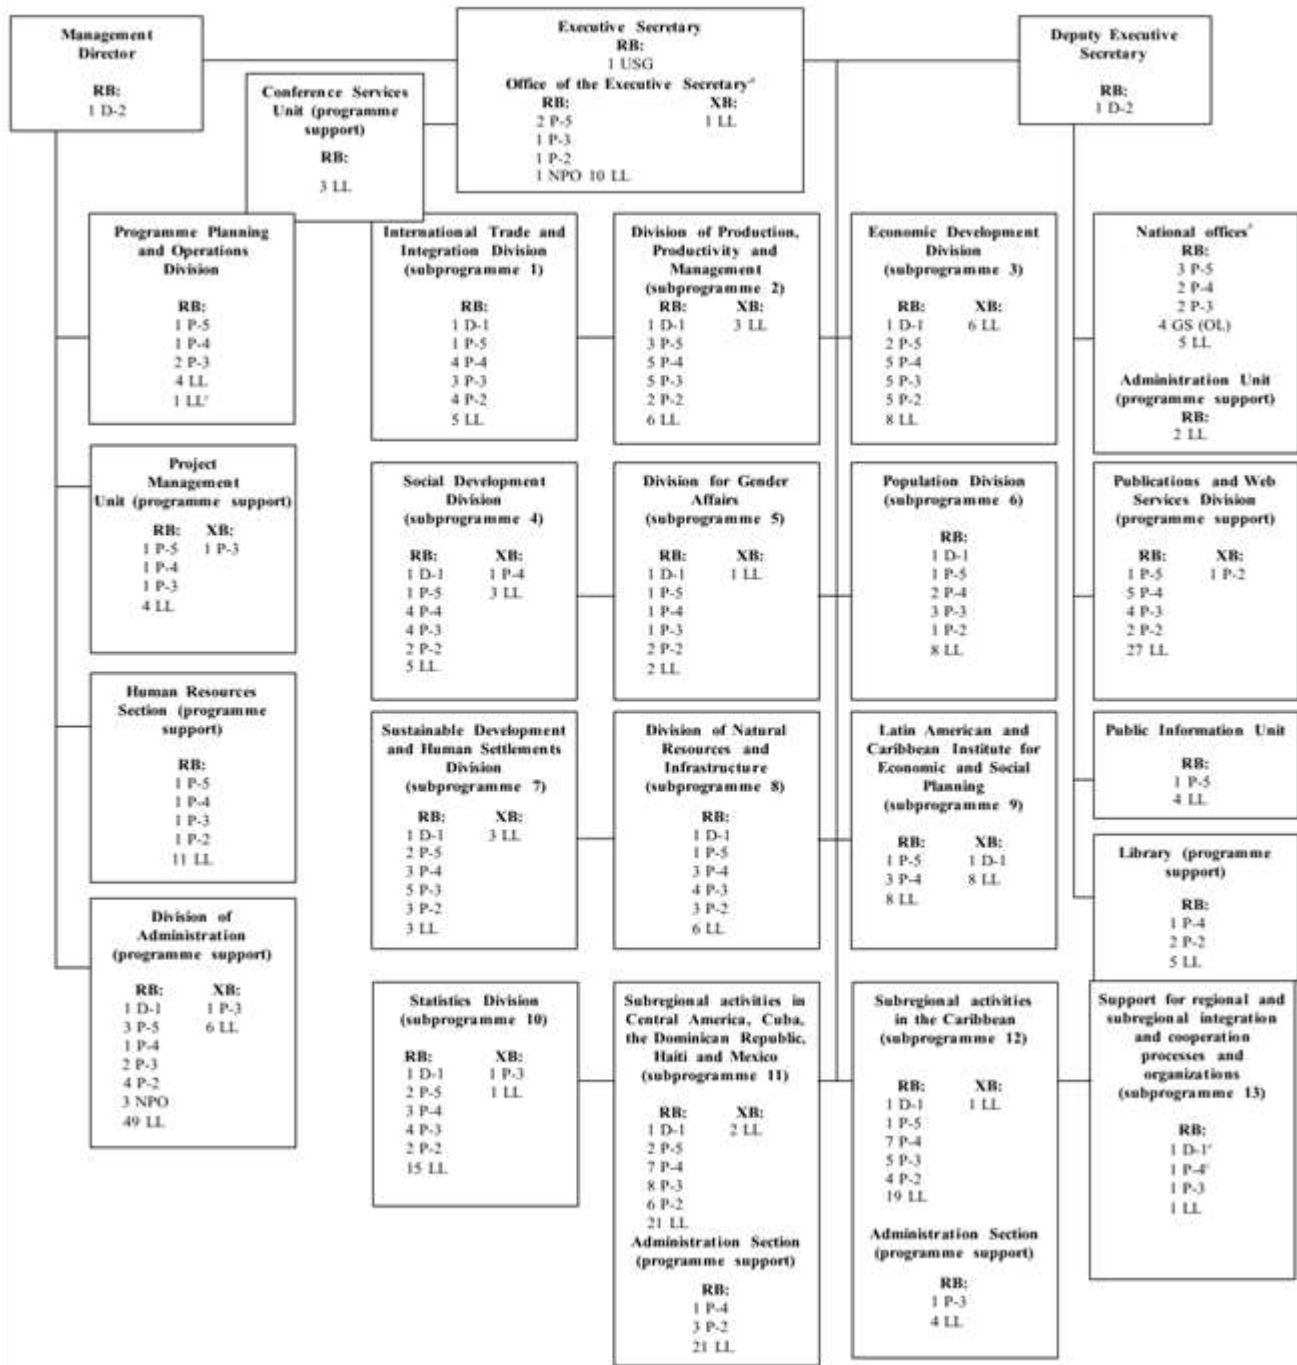 Management
Director
RB:
1 D-2
Executive Secretary
RB:
1 USG
Office of the Executive Secretaryᵃ
RB: XB:
2 P-5 1 LL
1 P-3
1 P-2
1 NPO 10 LL
Deputy Executive
Secretary
RB:
1 D-2
Conference Services
Unit (programme
support)
RB:
3 LL
Programme Planning
and Operations
Division
RB:
1 P-5
1 P-4
2 P-3
4 LL
1 LLᶜ
International Trade and
Integration Division
(subprogramme 1)
RB:
1 D-1
1 P-5
4 P-4
3 P-3
4 P-2
5 LL
Division of Production,
Productivity and
Management
(subprogramme 2)
RB: XB:
1 D-1 3 LL
3 P-5
5 P-4
5 P-3
2 P-2
6 LL
Economic Development
Division
(subprogramme 3)
RB: XB:
1 D-1 6 LL
2 P-5
5 P-4
5 P-3
5 P-2
8 LL
National officesᵇ
RB:
3 P-5
2 P-4
2 P-3
4 GS (OL)
5 LL
Administration Unit
(programme support)
RB:
2 LL
Project
Management
Unit (programme support)
RB: XB:
1 P-5 1 P-3
1 P-4
1 P-3
4 LL
Social Development
Division
(subprogramme 4)
RB: XB:
1 D-1 1 P-4
1 P-5 3 LL
4 P-4
4 P-3
2 P-2
5 LL
Division for Gender
Affairs
(subprogramme 5)
RB: XB:
1 D-1 1 LL
1 P-5
1 P-4
1 P-3
2 P-2
2 LL
Population Division
(subprogramme 6)
RB:
1 D-1
1 P-5
2 P-4
3 P-3
1 P-2
8 LL
Publications and Web
Services Division
(programme support)
RB: XB:
1 P-5 1 P-2
5 P-4
4 P-3
2 P-2
27 LL
Human Resources
Section (programme
support)
RB:
1 P-5
1 P-4
1 P-3
1 P-2
11 LL
Sustainable Development
and Human Settlements
Division
(subprogramme 7)
RB: XB:
1 D-1 3 LL
2 P-5
3 P-4
5 P-3
3 P-2
3 LL
Division of Natural
Resources and
Infrastructure
(subprogramme 8)
RB:
1 D-1
1 P-5
3 P-4
4 P-3
3 P-2
6 LL
Latin American and
Caribbean Institute for
Economic and Social
Planning
(subprogramme 9)
RB: XB:
1 P-5 1 D-1
3 P-4 8 LL
8 LL
Public Information Unit
RB:
1 P-5
4 LL
Library (programme
support)
RB:
1 P-4
2 P-2
5 LL
Division of
Administration
(programme support)
RB: XB:
1 D-1 1 P-3
3 P-5 6 LL
1 P-4
2 P-3
4 P-2
3 NPO
49 LL
Statistics Division
(subprogramme 10)
RB: XB:
1 D-1 1 P-3
2 P-5 1 LL
3 P-4
4 P-3
2 P-2
15 LL
Subregional activities in
Central America, Cuba,
the Dominican Republic,
Haiti and Mexico
(subprogramme 11)
RB: XB:
1 D-1 2 LL
2 P-5
7 P-4
8 P-3
6 P-2
21 LL
Administration Section
(programme support)
RB:
1 P-4
3 P-2
21 LL
Subregional activities
in the Caribbean
(subprogramme 12)
RB: XB:
1 D-1 1 LL
1 P-5
7 P-4
5 P-3
4 P-2
19 LL
Administration Section
(programme support)
RB:
1 P-3
4 LL
Support for regional and
subregional integration
and cooperation
processes and
organizations
(subprogramme 13)
RB:
1 D-1ᶜ
1 P-4ᶜ
1 P-3
1 LL